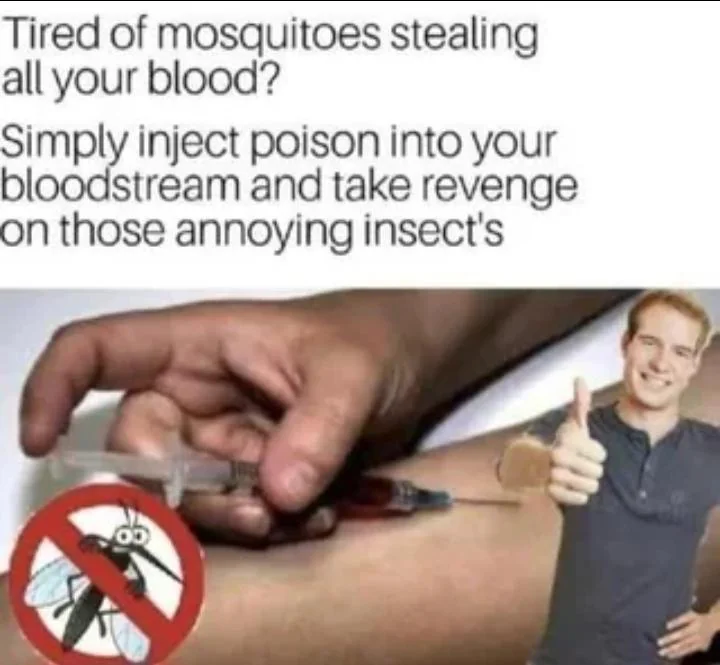 Tired of mosquitoes stealing
all your blood?
Simply inject poison into your
bloodstream and take revenge
on those annoying insect's